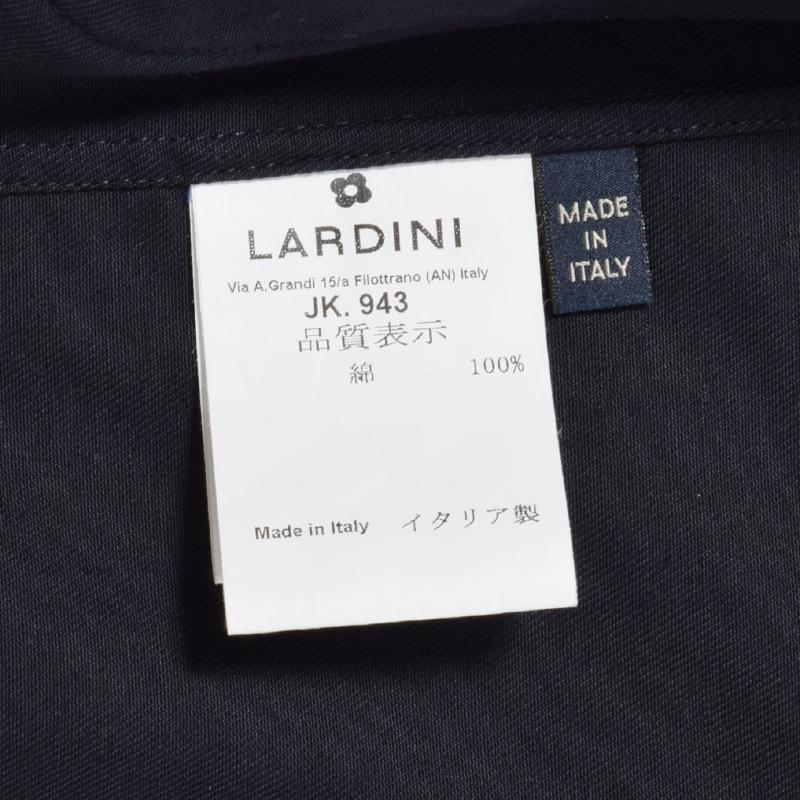 LARDINI
Via A.Grandi 15/a Filottrano (AN) Italy
JK. 943
品質表示
綿 100%
Made in Italy イタリア製
MADE
IN
ITALY